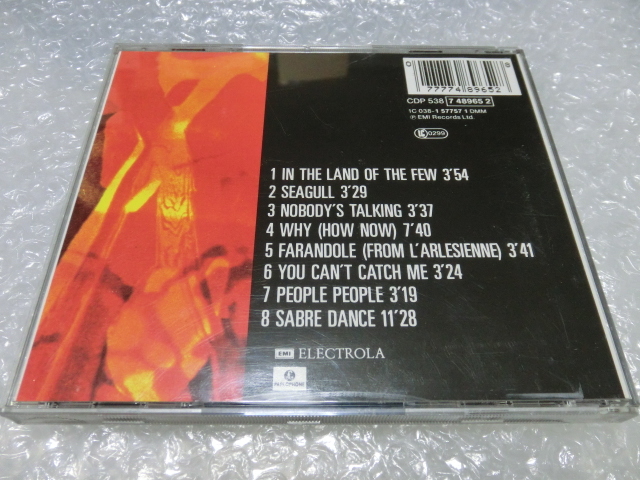 0 8
07777489652
CDP 538 7 48965 2
1C 038-1 57757 1 DMM
℗ EMI Records Ltd.
LC 0299
1 IN THE LAND OF THE FEW 3'54
2 SEAGULL 3'29
3 NOBODY'S TALKING 3'37
4 WHY (HOW NOW) 7'40
5 FARANDOLE (FROM L'ARLESIENNE) 3'41
6 YOU CAN'T CATCH ME 3'24
7 PEOPLE PEOPLE 3'19
8 SABRE DANCE 11'28
EMI ELECTROLA
PARLOPHONE